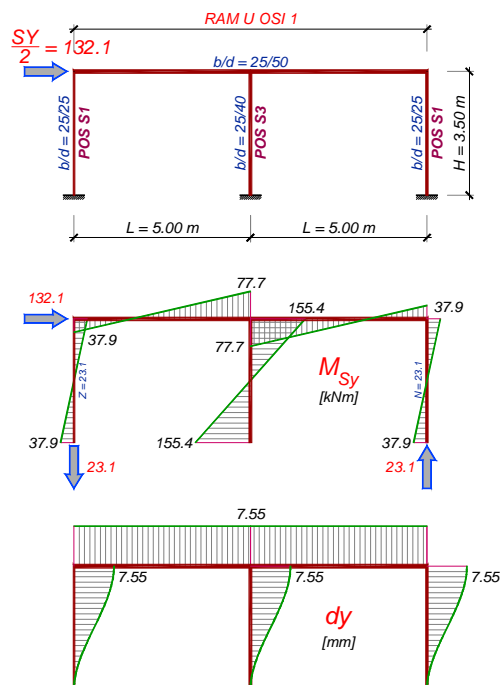 RAM U OSI 1
SY/2 = 132.1
b/d = 25/50
b/d = 25/25
POS S1
b/d = 25/40
POS S3
b/d = 25/25
POS S1
H = 3.50 m
L = 5.00 m
L = 5.00 m
77.7
132.1
155.4
37.9
37.9
77.7
Z = 23.1
N = 23.1
MSy
[kNm]
37.9
155.4
37.9
23.1
23.1
7.55
7.55
7.55
7.55
dy
[mm]